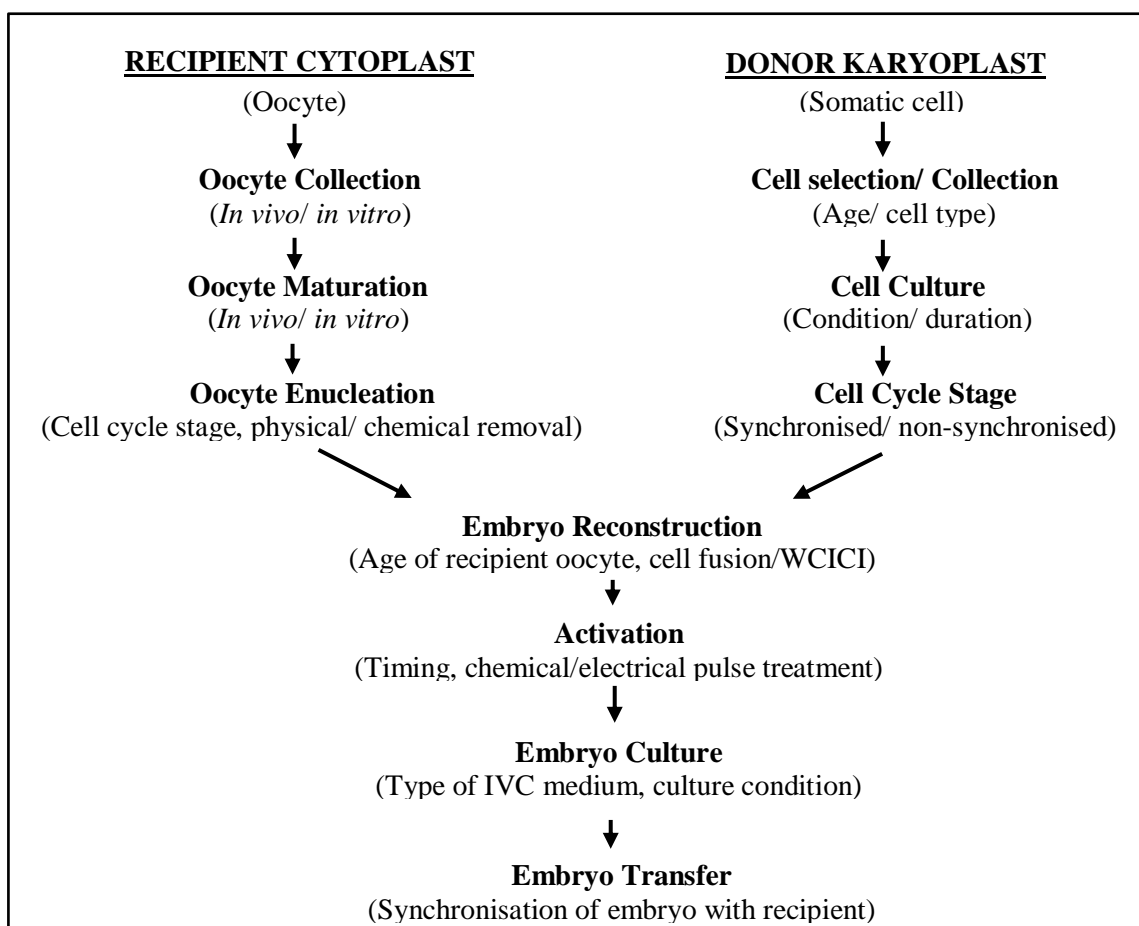 RECIPIENT CYTOPLAST
(Oocyte)
Oocyte Collection
(In vivo/ in vitro)
Oocyte Maturation
(In vivo/ in vitro)
Oocyte Enucleation
(Cell cycle stage, physical/ chemical removal)
DONOR KARYOPLAST
(Somatic cell)
Cell selection/ Collection
(Age/ cell type)
Cell Culture
(Condition/ duration)
Cell Cycle Stage
(Synchronised/ non-synchronised)
Embryo Reconstruction
(Age of recipient oocyte, cell fusion/WCICI)
Activation
(Timing, chemical/electrical pulse treatment)
Embryo Culture
(Type of IVC medium, culture condition)
Embryo Transfer
(Synchronisation of embryo with recipient)